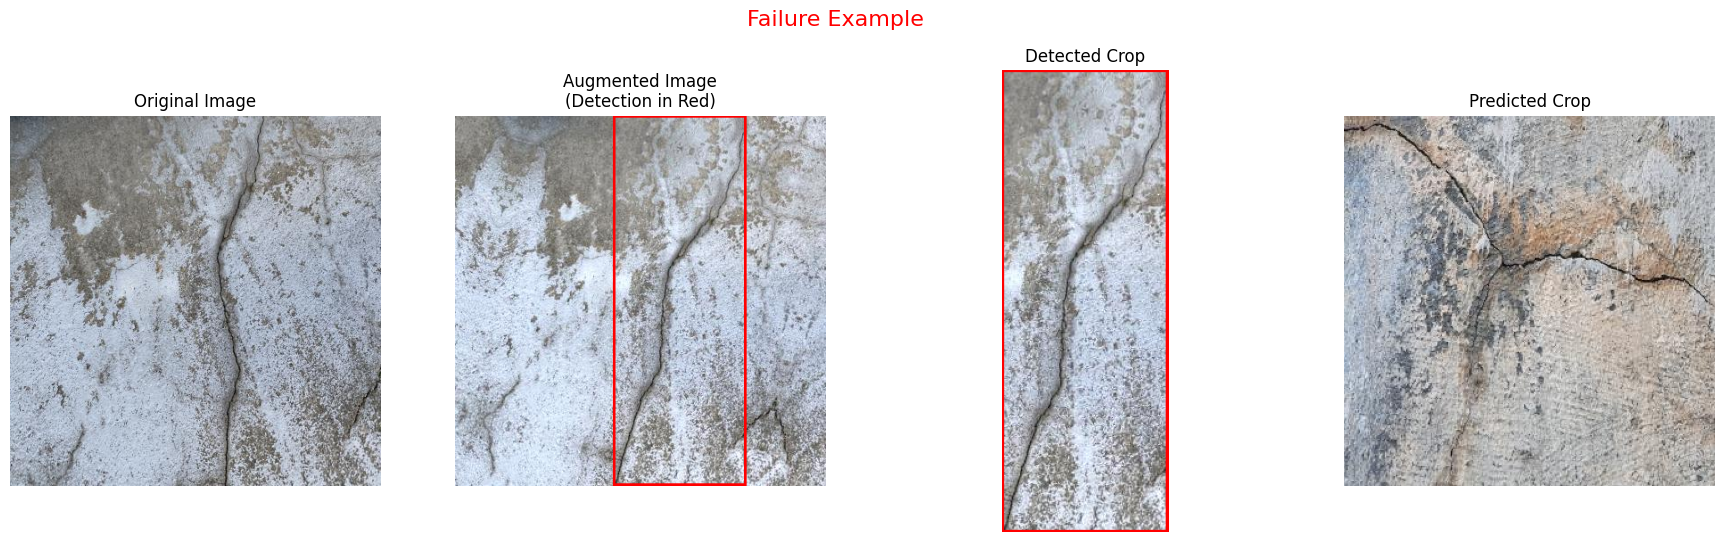 Failure Example
Original Image
Augmented Image
(Detection in Red)
Detected Crop
Predicted Crop